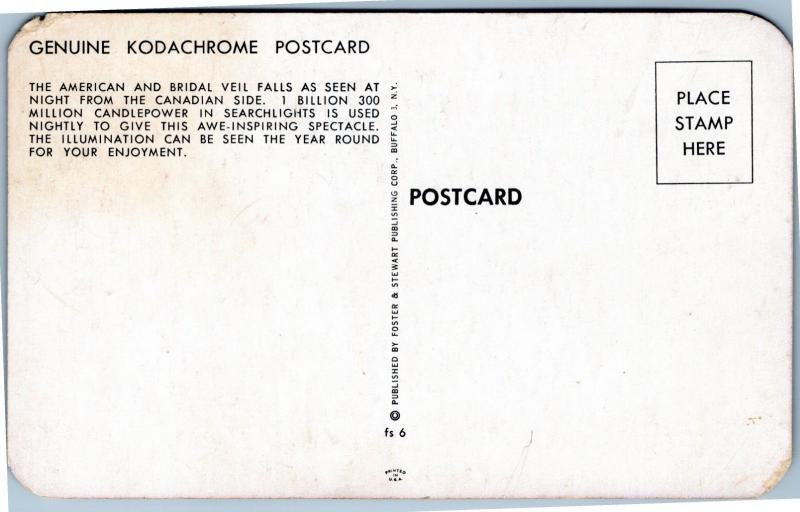 GENUINE KODACHROME POSTCARD
THE AMERICAN AND BRIDAL VEIL FALLS AS SEEN AT
NIGHT FROM THE CANADIAN SIDE. 1 BILLION 300
MILLION CANDLEPOWER IN SEARCHLIGHTS IS USED
NIGHTLY TO GIVE THIS AWE-INSPIRING SPECTACLE.
THE ILLUMINATION CAN BE SEEN THE YEAR ROUND
FOR YOUR ENJOYMENT.
© PUBLISHED BY FOSTER & STEWART PUBLISHING CORP., BUFFALO 3, N.Y.
fs 6
PRINTED
IN
U.S.A.
POSTCARD
PLACE
STAMP
HERE